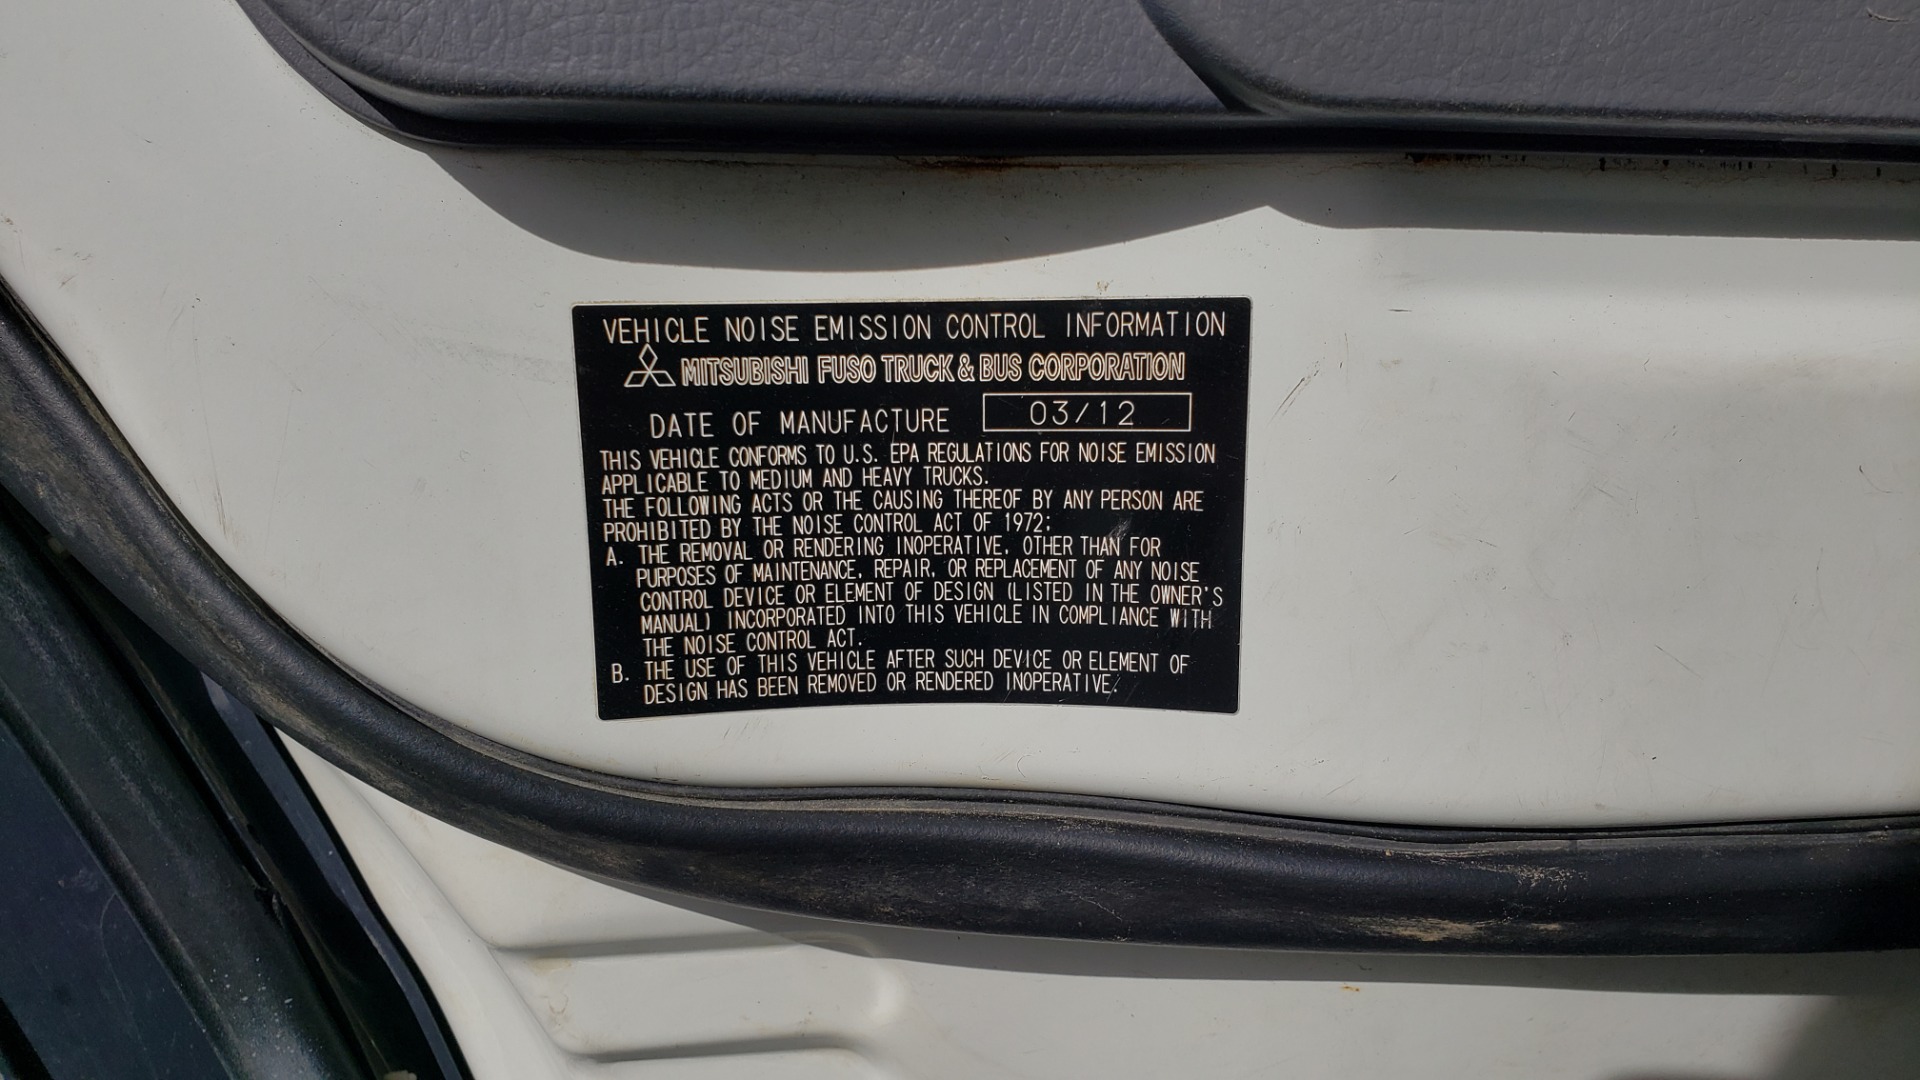 VEHICLE NOISE EMISSION CONTROL INFORMATION
MITSUBISHI FUSO TRUCK & BUS CORPORATION
DATE OF MANUFACTURE 03/12
THIS VEHICLE CONFORMS TO U.S. EPA REGULATIONS FOR NOISE EMISSION
APPLICABLE TO MEDIUM AND HEAVY TRUCKS.
THE FOLLOWING ACTS OR THE CAUSING THEREOF BY ANY PERSON ARE
PROHIBITED BY THE NOISE CONTROL ACT OF 1972:
A. THE REMOVAL OR RENDERING INOPERATIVE, OTHER THAN FOR
PURPOSES OF MAINTENANCE, REPAIR, OR REPLACEMENT OF ANY NOISE
CONTROL DEVICE OR ELEMENT OF DESIGN (LISTED IN THE OWNER'S
MANUAL) INCORPORATED INTO THIS VEHICLE IN COMPLIANCE WITH
THE NOISE CONTROL ACT.
B. THE USE OF THIS VEHICLE AFTER SUCH DEVICE OR ELEMENT OF
DESIGN HAS BEEN REMOVED OR RENDERED INOPERATIVE.